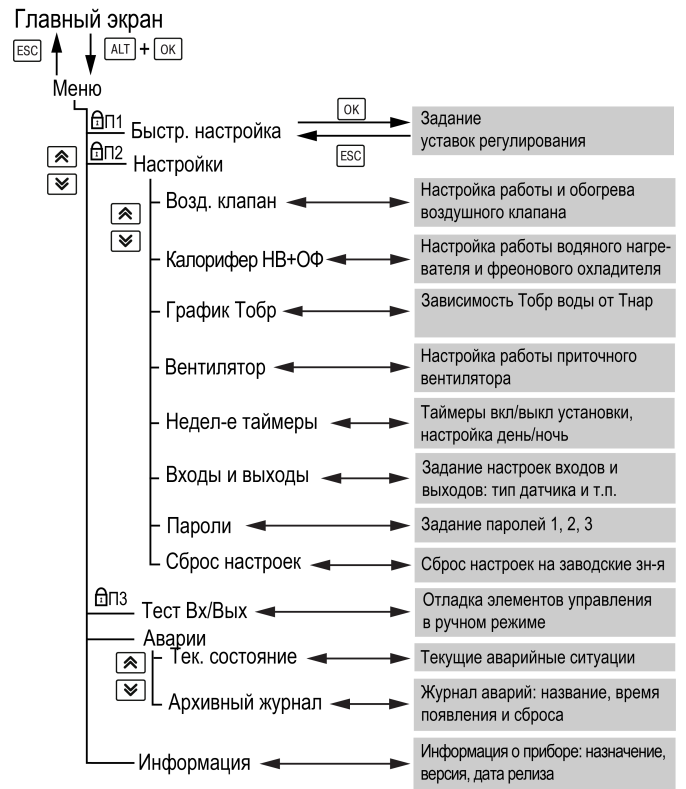 Главный экран
ESC ALT + OK
Меню
П1 Быстр. настройка OK ESC Задание
уставок регулирования
П2 Настройки
Возд. клапан Настройка работы и обогрева
воздушного клапана
Калорифер НВ+ОФ Настройка работы водяного нагре-
вателя и фреонового охладителя
График Тобр Зависимость Тобр воды от Тнар
Вентилятор Настройка работы приточного
вентилятора
Недел-е таймеры Таймеры вкл/выкл установки,
настройка день/ночь
Входы и выходы Задание настроек входов и
выходов: тип датчика и т.п.
Пароли Задание паролей 1, 2, 3
Сброс настроек Сброс настроек на заводские зн-я
П3 Тест Вх/Вых Отладка элементов управления
в ручном режиме
Аварии
Тек. состояние Текущие аварийные ситуации
Архивный журнал Журнал аварий: название, время
появления и сброса
Информация Информация о приборе: назначение,
версия, дата релиза